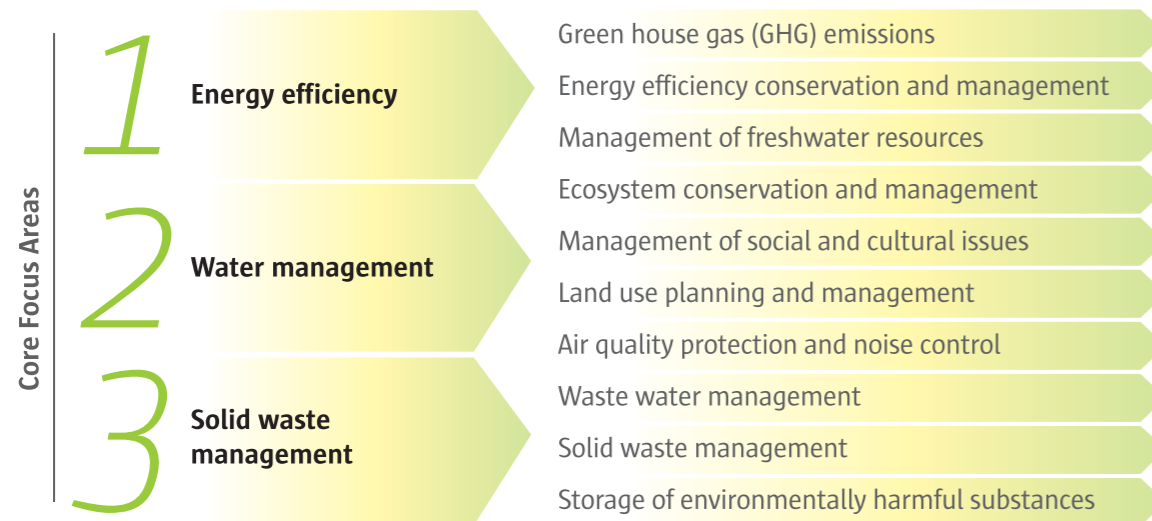 Core Focus Areas
1
Energy efficiency
2
Water management
3
Solid waste
management
Green house gas (GHG) emissions
Energy efficiency conservation and management
Management of freshwater resources
Ecosystem conservation and management
Management of social and cultural issues
Land use planning and management
Air quality protection and noise control
Waste water management
Solid waste management
Storage of environmentally harmful substances